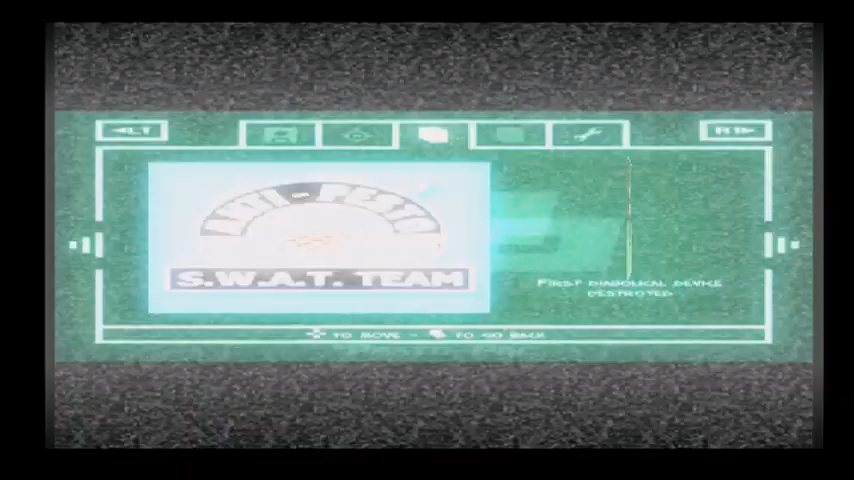 ◄L1
R1►
ANTI-PESTO
S.W.A.T. TEAM
FIRST DIABOLICAL DEVICE
DESTROYED
TO MOVE - TO GO BACK